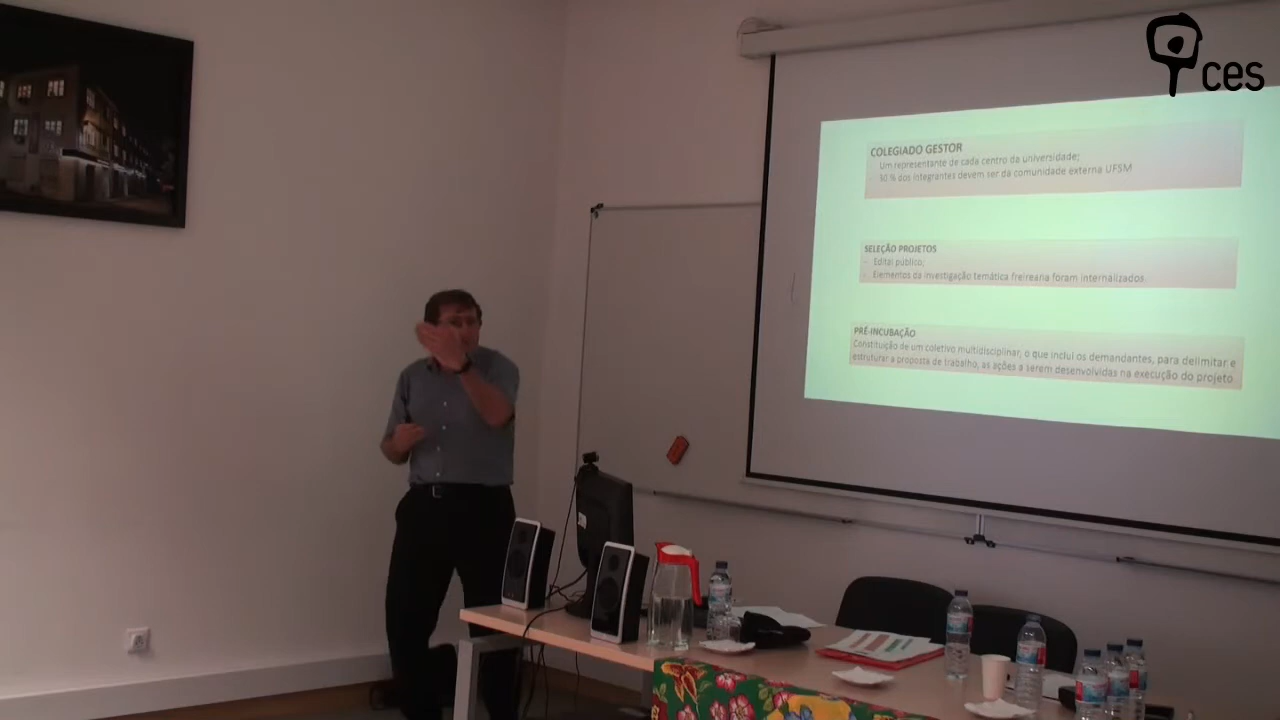 ces
COLEGIADO GESTOR
- Um representante de cada centro da universidade;
- 30 % dos integrantes devem ser da comunidade externa UFSM
SELEÇÃO PROJETOS
- Edital público;
- Elementos da investigação temática freireana foram internalizados
PRÉ-INCUBAÇÃO
Constituição de um coletivo multidisciplinar, o que inclui os demandantes, para delimitar e
estruturar a proposta de trabalho, as ações a serem desenvolvidas na execução do projeto